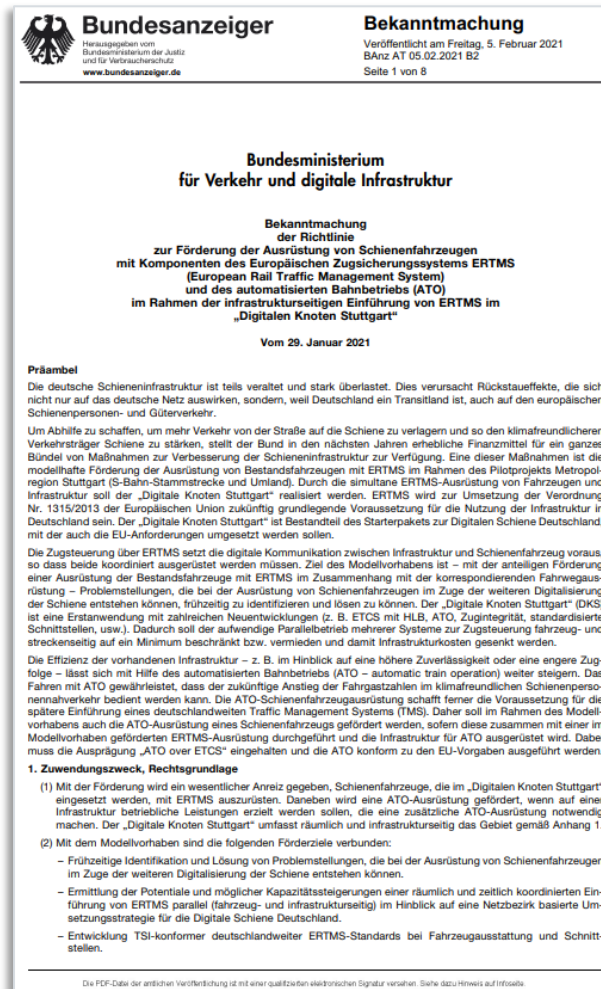 Bundesanzeiger
Herausgegeben vom
Bundesministerium der Justiz
und für Verbraucherschutz
www.bundesanzeiger.de
Bekanntmachung
Veröffentlicht am Freitag, 5. Februar 2021
BAnz AT 05.02.2021 B2
Seite 1 von 8
Bundesministerium
für Verkehr und digitale Infrastruktur
Bekanntmachung
der Richtlinie
zur Förderung der Ausrüstung von Schienenfahrzeugen
mit Komponenten des Europäischen Zugsicherungssystems ERTMS
(European Rail Traffic Management System)
und des automatisierten Bahnbetriebs (ATO)
im Rahmen der infrastrukturseitigen Einführung von ERTMS im
„Digitalen Knoten Stuttgart“
Vom 29. Januar 2021
Präambel
Die deutsche Schieneninfrastruktur ist teils veraltet und stark überlastet. Dies verursacht Rückstaueffekte, die sich
nicht nur auf das deutsche Netz auswirken, sondern, weil Deutschland ein Transitland ist, auch auf den europäischen
Schienenpersonen- und Güterverkehr.
Um Abhilfe zu schaffen, um mehr Verkehr von der Straße auf die Schiene zu verlagern und so den klimafreundlicheren
Verkehrsträger Schiene zu stärken, stellt der Bund in den nächsten Jahren erhebliche Finanzmittel für ein ganzes
Bündel von Maßnahmen zur Verbesserung der Schieneninfrastruktur zur Verfügung. Eine dieser Maßnahmen ist die
modellhafte Förderung der Ausrüstung von Bestandsfahrzeugen mit ERTMS im Rahmen des Pilotprojekts Metropol-
region Stuttgart (S-Bahn-Stammstrecke und Umland). Durch die simultane ERTMS-Ausrüstung von Fahrzeugen und
Infrastruktur soll der „Digitale Knoten Stuttgart“ realisiert werden. ERTMS wird zur Umsetzung der Verordnung
Nr. 1315/2013 der Europäischen Union zukünftig grundlegende Voraussetzung für die Nutzung der Infrastruktur in
Deutschland sein. Der „Digitale Knoten Stuttgart“ ist Bestandteil des Starterpakets zur Digitalen Schiene Deutschland,
mit der auch die EU-Anforderungen umgesetzt werden sollen.
Die Zugsteuerung über ERTMS setzt die digitale Kommunikation zwischen Infrastruktur und Schienenfahrzeug voraus,
so dass beide koordiniert ausgerüstet werden müssen. Ziel des Modellvorhabens ist – mit der anteiligen Förderung
einer Ausrüstung der Bestandsfahrzeuge mit ERTMS im Zusammenhang mit der korrespondierenden Fahrwegaus-
rüstung – Problemstellungen, die bei der Ausrüstung von Schienenfahrzeugen im Zuge der weiteren Digitalisierung
der Schiene entstehen können, frühzeitig zu identifizieren und lösen zu können. Der „Digitale Knoten Stuttgart“ (DKS)
ist eine Erstanwendung mit zahlreichen Neuentwicklungen (z. B. ETCS mit HLB, ATO, Zugintegrität, standardisierte
Schnittstellen, usw.). Dadurch soll der aufwendige Parallelbetrieb mehrerer Systeme zur Zugsteuerung fahrzeug- und
streckenseitig auf ein Minimum beschränkt bzw. vermieden und damit Infrastrukturkosten gesenkt werden.
Die Effizienz der vorhandenen Infrastruktur – z. B. im Hinblick auf eine höhere Zuverlässigkeit oder eine engere Zug-
folge – lässt sich mit Hilfe des automatisierten Bahnbetriebs (ATO – automatic train operation) weiter steigern. Das
Fahren mit ATO gewährleistet, dass der zukünftige Anstieg der Fahrgastzahlen im klimafreundlichen Schienenperso-
nennahverkehr bedient werden kann. Die ATO-Schienenfahrzeugausrüstung schafft ferner die Voraussetzung für die
spätere Einführung eines deutschlandweiten Traffic Management Systems (TMS). Daher soll im Rahmen des Modell-
vorhabens auch die ATO-Ausrüstung eines Schienenfahrzeugs gefördert werden, sofern diese zusammen mit einer im
Modellvorhaben geförderten ERTMS-Ausrüstung durchgeführt und die Infrastruktur für ATO ausgerüstet wird. Dabei
muss die Ausprägung „ATO over ETCS“ eingehalten und die ATO konform zu den EU-Vorgaben ausgeführt werden.
1. Zuwendungszweck, Rechtsgrundlage
(1) Mit der Förderung wird ein wesentlicher Anreiz gegeben, Schienenfahrzeuge, die im „Digitalen Knoten Stuttgart“
eingesetzt werden, mit ERTMS auszurüsten. Daneben wird eine ATO-Ausrüstung gefördert, wenn auf einer
Infrastruktur betriebliche Leistungen erzielt werden sollen, die eine zusätzliche ATO-Ausrüstung notwendig
machen. Der „Digitale Knoten Stuttgart“ umfasst räumlich und infrastrukturseitig das Gebiet gemäß Anhang 1.
(2) Mit dem Modellvorhaben sind die folgenden Förderziele verbunden:
– Frühzeitige Identifikation und Lösung von Problemstellungen, die bei der Ausrüstung von Schienenfahrzeugen
im Zuge der weiteren Digitalisierung der Schiene entstehen können.
– Ermittlung der Potentiale und möglicher Kapazitätssteigerungen einer räumlich und zeitlich koordinierten Ein-
führung von ERTMS parallel (fahrzeug- und infrastrukturseitig) im Hinblick auf eine Netzbezirk basierte Um-
setzungsstrategie für die Digitale Schiene Deutschland.
– Entwicklung TSI-konformer deutschlandweiter ERTMS-Standards bei Fahrzeugausstattung und Schnitt-
stellen.
Die PDF-Datei der amtlichen Veröffentlichung ist mit einer qualifizierten elektronischen Signatur versehen. Siehe dazu Hinweis auf Infoseite.